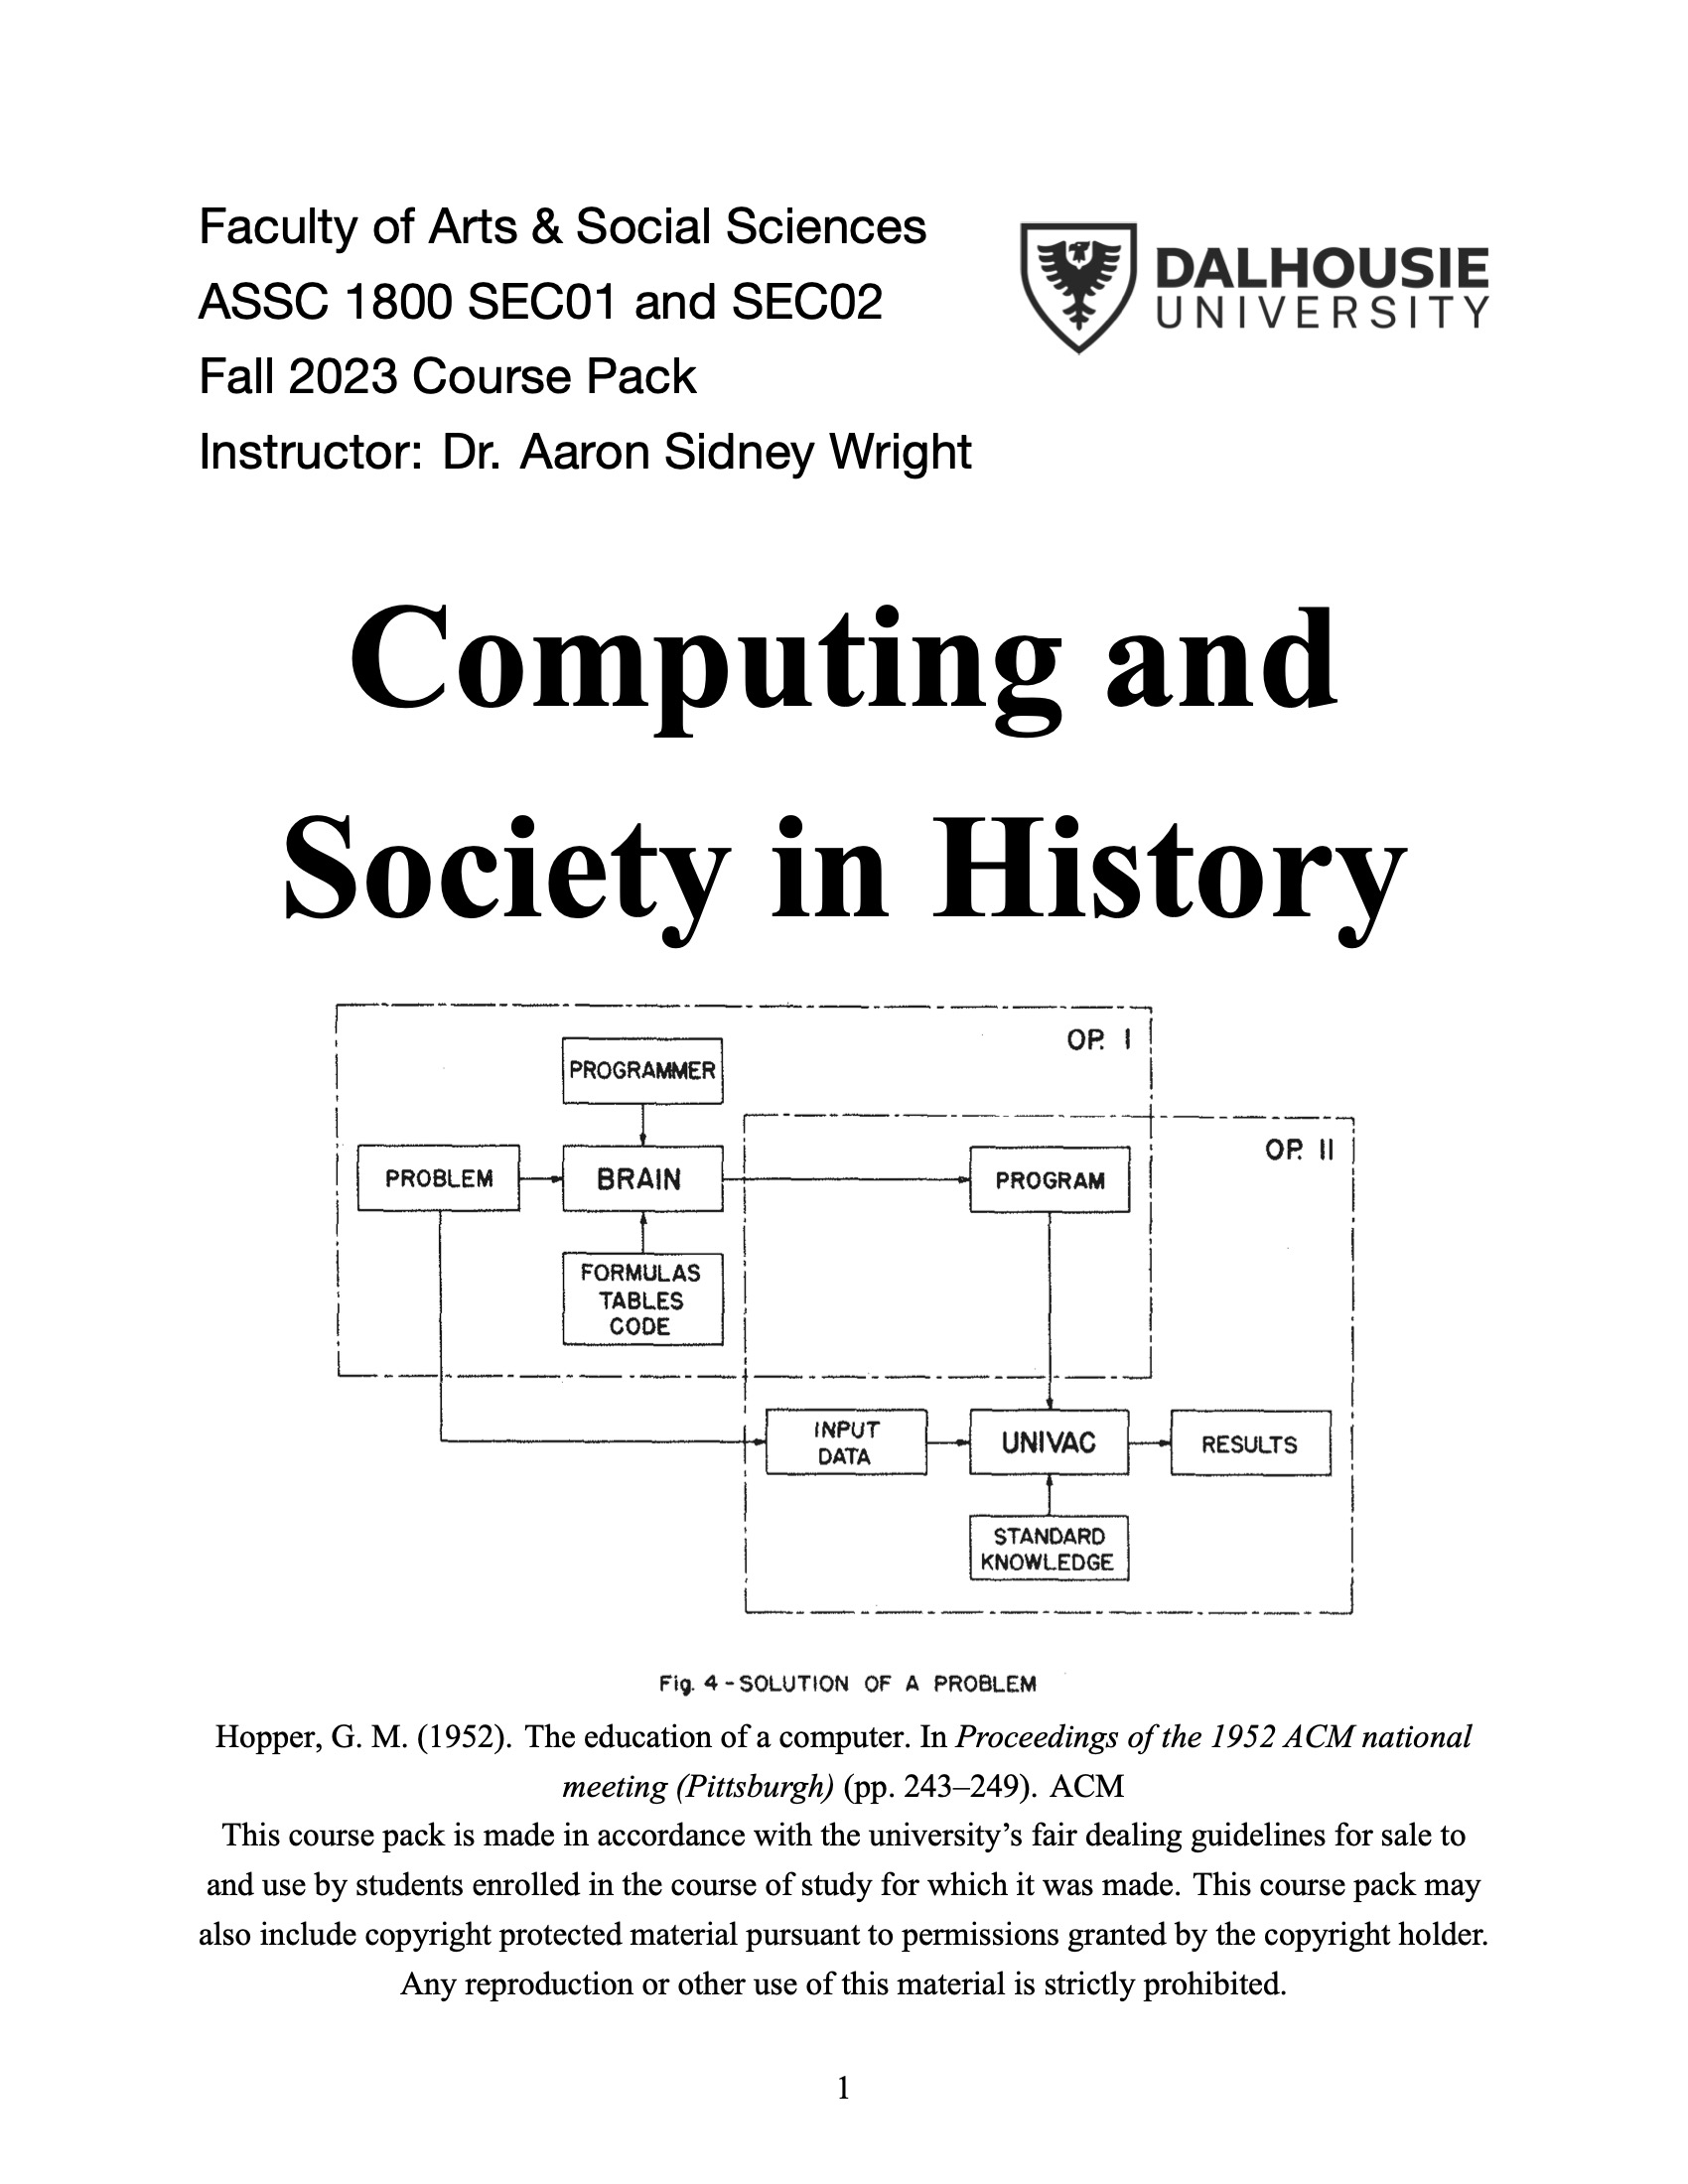 Faculty of Arts & Social Sciences
ASSC 1800 SEC01 and SEC02
Fall 2023 Course Pack
Instructor: Dr. Aaron Sidney Wright
DALHOUSIE
UNIVERSITY
Computing and
Society in History
OP. I
PROGRAMMER
OP. II
PROBLEM
BRAIN
PROGRAM
FORMULAS
TABLES
CODE
INPUT
DATA
UNIVAC
RESULTS
STANDARD
KNOWLEDGE
Fig. 4 - SOLUTION OF A PROBLEM
Hopper, G. M. (1952). The education of a computer. In Proceedings of the 1952 ACM national
meeting (Pittsburgh) (pp. 243–249). ACM
This course pack is made in accordance with the university’s fair dealing guidelines for sale to
and use by students enrolled in the course of study for which it was made. This course pack may
also include copyright protected material pursuant to permissions granted by the copyright holder.
Any reproduction or other use of this material is strictly prohibited.
1